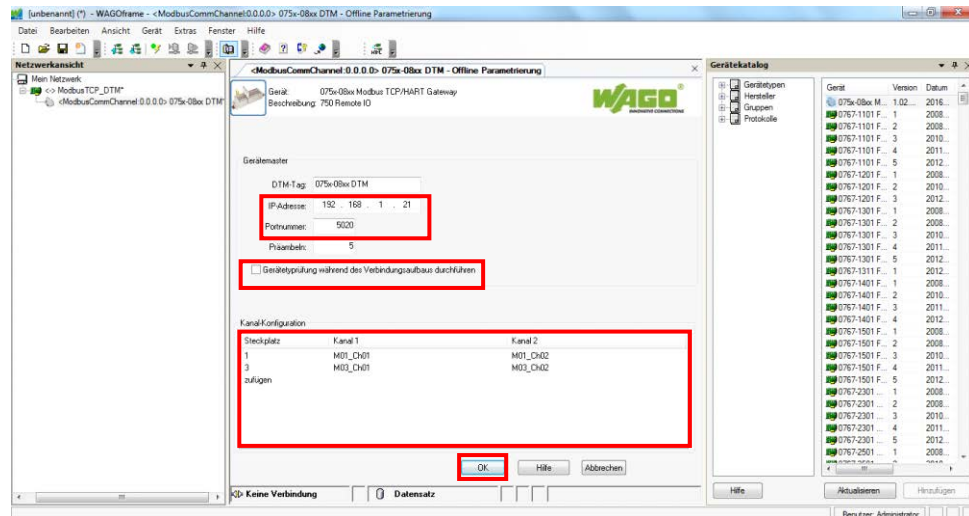 [unbenannt] (*) - WAGOframe - <ModbusCommChannel:0.0.0.0> 075x-08xx DTM - Offline Parametrierung
Datei Bearbeiten Ansicht Gerät Extras Fenster Hilfe
Netzwerkansicht
Mein Netzwerk
<> ModbusTCP_DTM*
<ModbusCommChannel:0.0.0.0> 075x-08xx DTM*
<ModbusCommChannel:0.0.0.0> 075x-08xx DTM - Offline Parametrierung
Gerät: 075x-08xx Modbus TCP/HART Gateway
Beschreibung: 750 Remote IO
WAGO
INNOVATIVE CONNECTIONS
Gerätemaster
DTM-Tag: 075x-08xx DTM
IP-Adresse: 192 . 168 . 1 . 21
Portnummer: 5020
Präambeln: 5
Gerätetyprüfung während des Verbindungsaufbaus durchführen
Kanal-Konfiguration
Steckplatz Kanal 1 Kanal 2
1 M01_Ch01 M01_Ch02
3 M03_Ch01 M03_Ch02
zufügen
OK Hilfe Abbrechen
Keine Verbindung Datensatz
Gerätekatalog
Gerätetypen
Hersteller
Gruppen
Protokolle
Gerät Version Datum
075x-08xx M... 1.02.... 2016...
0767-1101 F... 1 2008...
0767-1101 F... 2 2008...
0767-1101 F... 3 2010...
0767-1101 F... 4 2011...
0767-1101 F... 5 2012...
0767-1201 F... 1 2008...
0767-1201 F... 2 2010...
0767-1201 F... 3 2012...
0767-1301 F... 1 2008...
0767-1301 F... 2 2008...
0767-1301 F... 3 2010...
0767-1301 F... 4 2011...
0767-1301 F... 5 2012...
0767-1311 F... 1 2012...
0767-1401 F... 1 2008...
0767-1401 F... 2 2010...
0767-1401 F... 3 2011...
0767-1401 F... 4 2012...
0767-1501 F... 1 2008...
0767-1501 F... 2 2008...
0767-1501 F... 3 2010...
0767-1501 F... 4 2011...
0767-1501 F... 5 2012...
0767-2301 ... 1 2008...
0767-2301 ... 2 2008...
0767-2301 ... 3 2010...
0767-2301 ... 4 2011...
0767-2301 ... 5 2012...
0767-2501 ... 1 2008...
Hilfe Aktualisieren Hinzufügen
Benutzer: Administrator